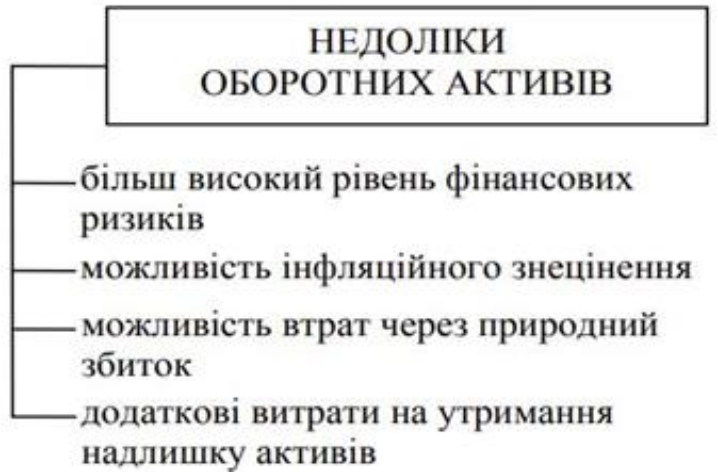 НЕДОЛІКИ
ОБОРОТНИХ АКТИВІВ
більш високий рівень фінансових
ризиків
можливість інфляційного знецінення
можливість втрат через природний
збиток
додаткові витрати на утримання
надлишку активів